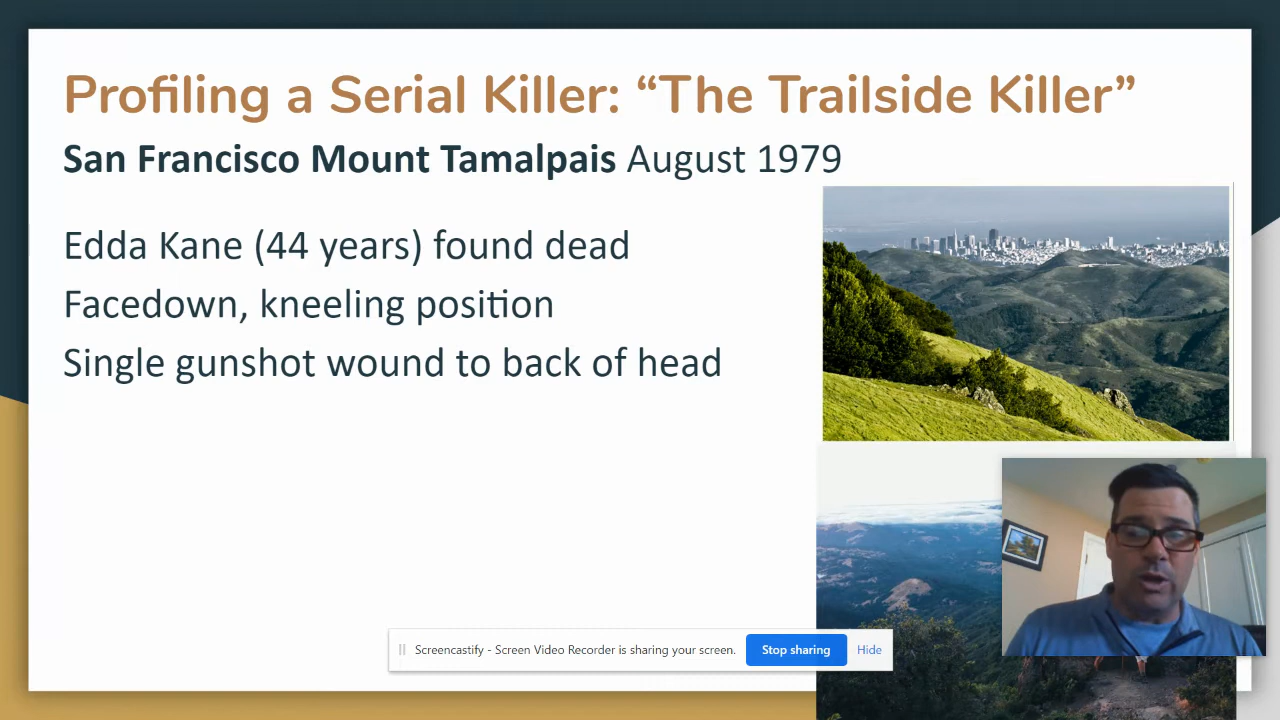 Profiling a Serial Killer: “The Trailside Killer”
San Francisco Mount Tamalpais August 1979
Edda Kane (44 years) found dead
Facedown, kneeling position
Single gunshot wound to back of head
Screencastify - Screen Video Recorder is sharing your screen. Stop sharing Hide